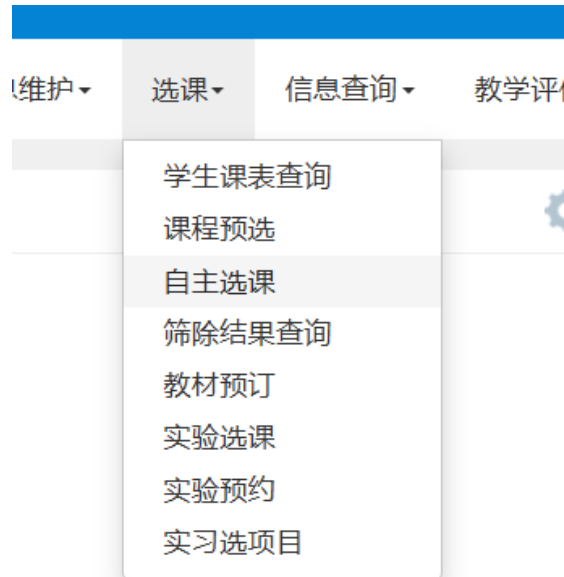 维护 选课 信息查询 教学评
学生课表查询
课程预选
自主选课
筛除结果查询
教材预订
实验选课
实验预约
实习选项目